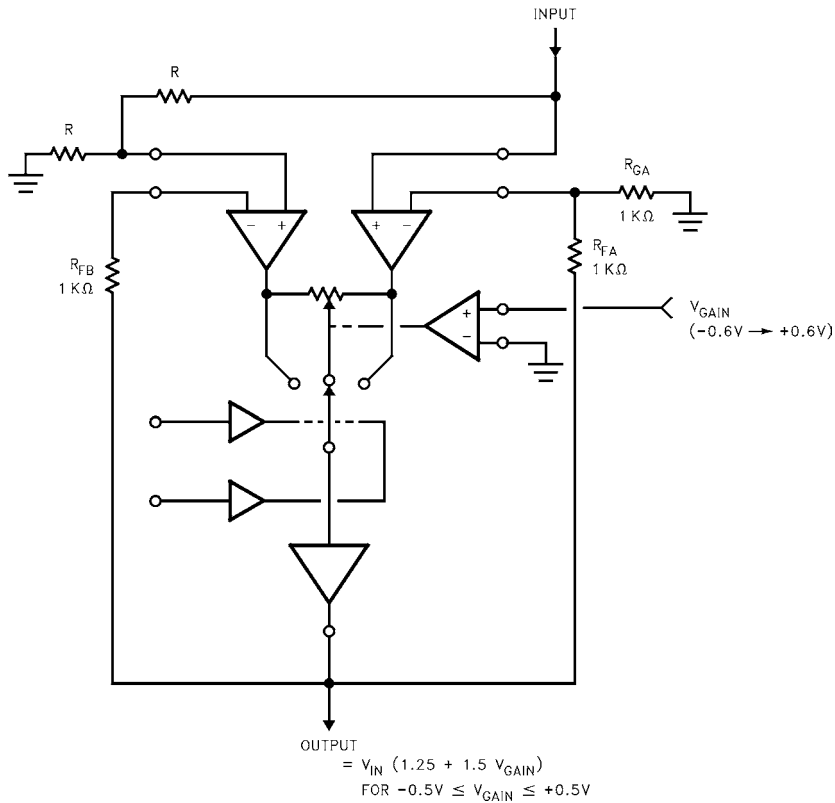 INPUT
R
R
− +
+ −
R_GA
1 KΩ
R_FB
1 KΩ
R_FA
1 KΩ
+
−
V_GAIN
(−0.6V → +0.6V)
OUTPUT
= V_IN (1.25 + 1.5 V_GAIN)
FOR −0.5V ≤ V_GAIN ≤ +0.5V